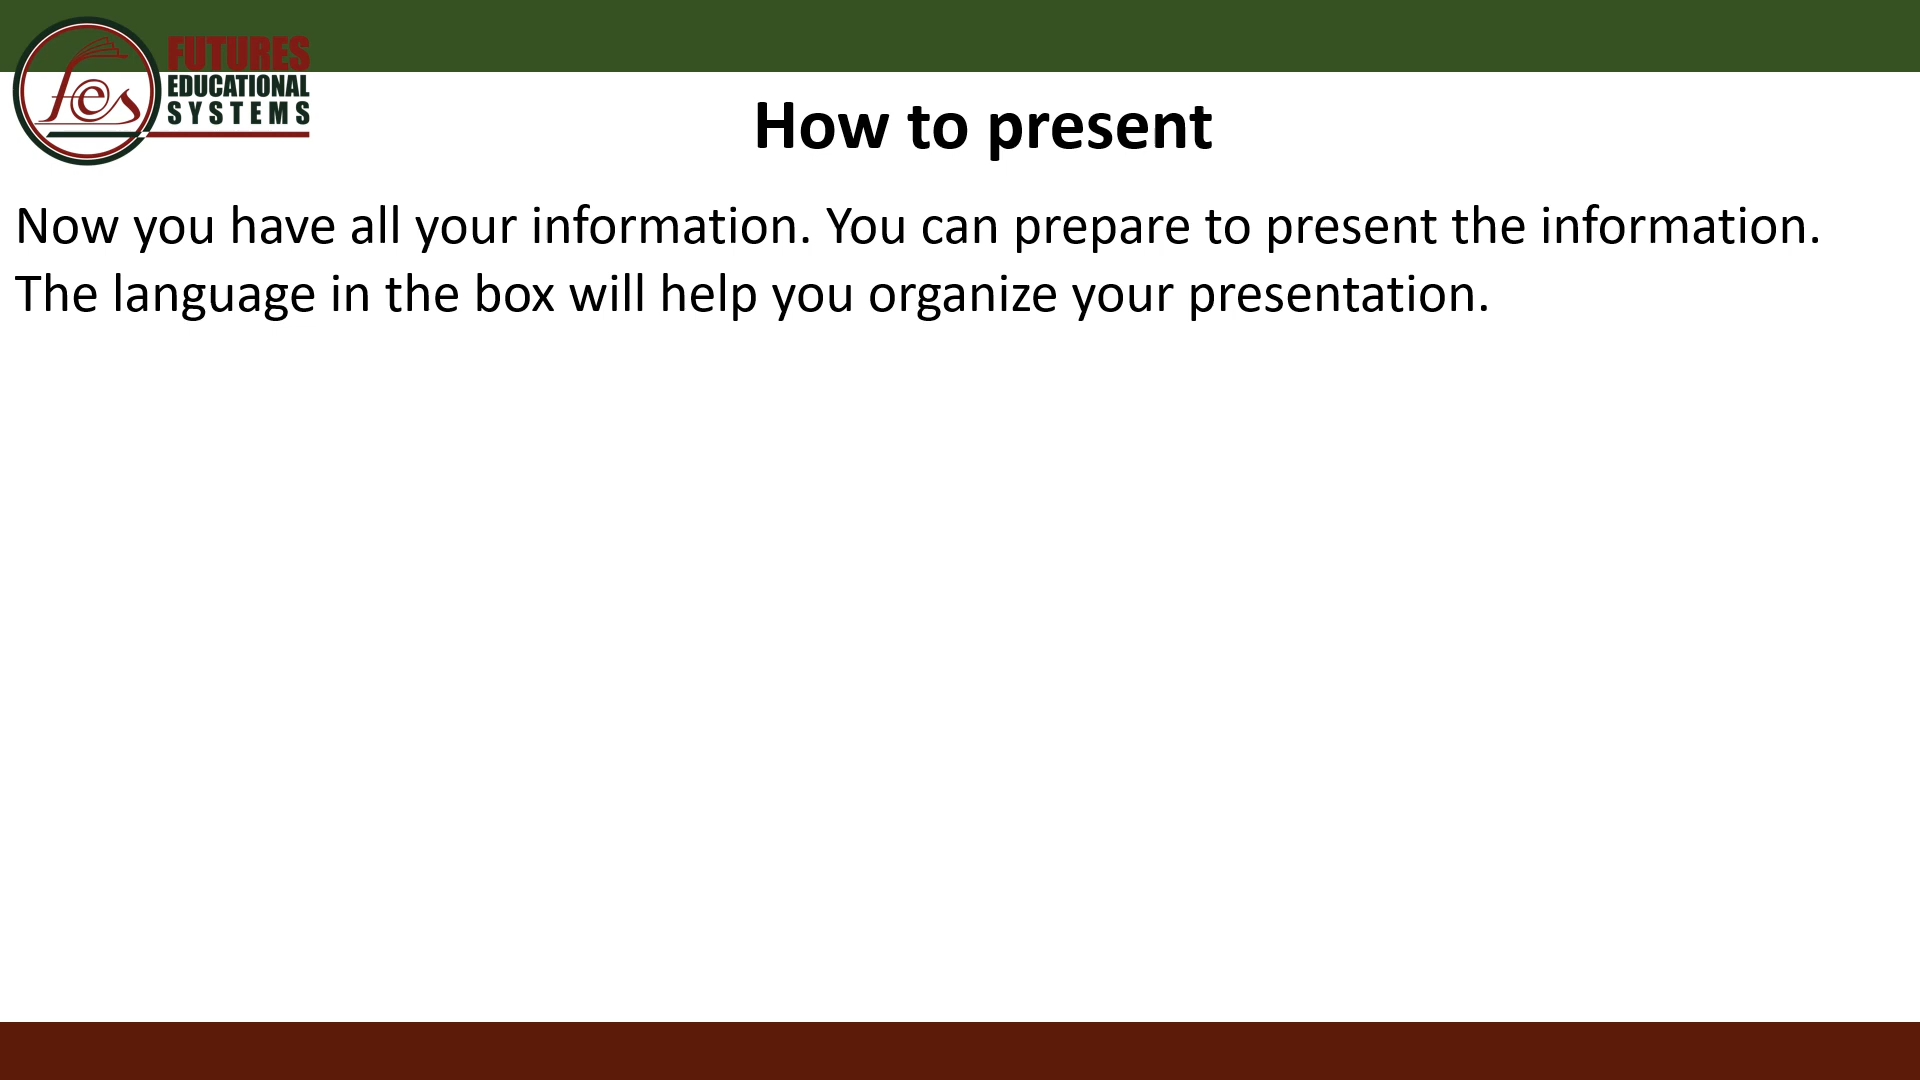 fes
FUTURES
EDUCATIONAL
SYSTEMS
How to present
Now you have all your information. You can prepare to present the information.
The language in the box will help you organize your presentation.